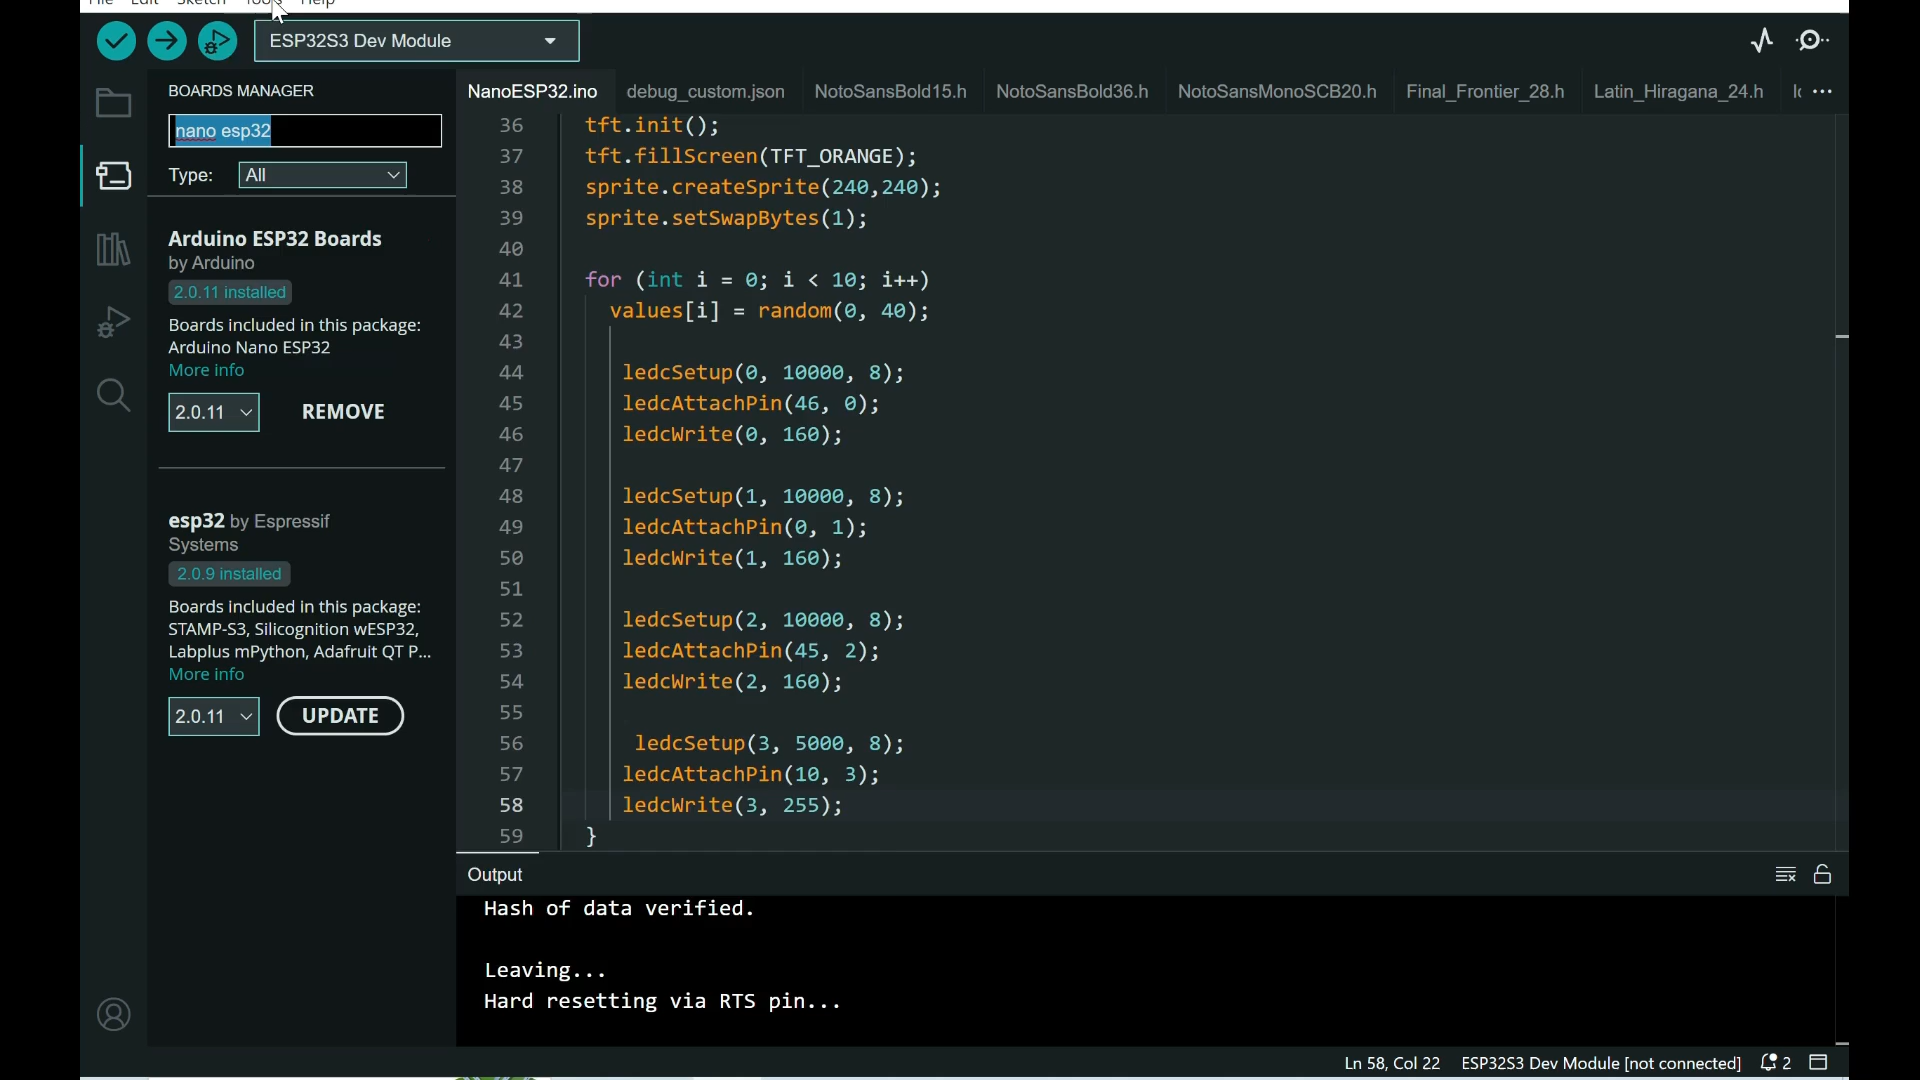 File Edit Sketch Tools Help
ESP32S3 Dev Module
BOARDS MANAGER
nano esp32
Type: All
Arduino ESP32 Boards
by Arduino
2.0.11 installed
Boards included in this package:
Arduino Nano ESP32
More info
2.0.11 REMOVE
esp32 by Espressif
Systems
2.0.9 installed
Boards included in this package:
STAMP-S3, Silicognition wESP32,
Labplus mPython, Adafruit QT P...
More info
2.0.11 UPDATE
NanoESP32.ino debug_custom.json NotoSansBold15.h NotoSansBold36.h NotoSansMonoSCB20.h Final_Frontier_28.h Latin_Hiragana_24.h
36 tft.init();
37 tft.fillScreen(TFT_ORANGE);
38 sprite.createSprite(240,240);
39 sprite.setSwapBytes(1);
40
41 for (int i = 0; i < 10; i++)
42 values[i] = random(0, 40);
43
44 ledcSetup(0, 10000, 8);
45 ledcAttachPin(46, 0);
46 ledcWrite(0, 160);
47
48 ledcSetup(1, 10000, 8);
49 ledcAttachPin(0, 1);
50 ledcWrite(1, 160);
51
52 ledcSetup(2, 10000, 8);
53 ledcAttachPin(45, 2);
54 ledcWrite(2, 160);
55
56 ledcSetup(3, 5000, 8);
57 ledcAttachPin(10, 3);
58 ledcWrite(3, 255);
59 }
Output
Hash of data verified.
Leaving...
Hard resetting via RTS pin...
Ln 58, Col 22 ESP32S3 Dev Module [not connected] 2